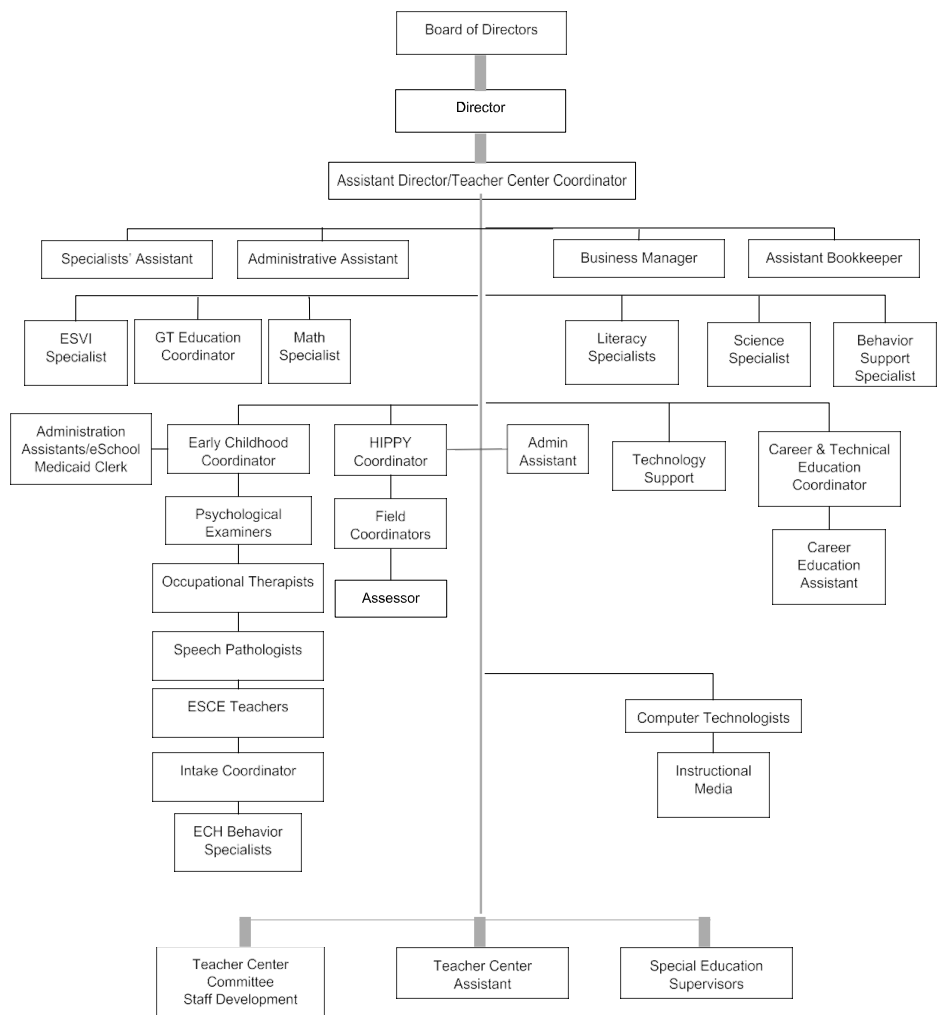 Board of Directors
Director
Assistant Director/Teacher Center Coordinator
Specialists’ Assistant
Administrative Assistant
Business Manager
Assistant Bookkeeper
ESVI
Specialist
GT Education
Coordinator
Math
Specialist
Literacy
Specialists
Science
Specialist
Behavior
Support
Specialist
Administration
Assistants/eSchool
Medicaid Clerk
Early Childhood
Coordinator
HIPPY
Coordinator
Admin
Assistant
Technology
Support
Career & Technical
Education
Coordinator
Psychological
Examiners
Field
Coordinators
Career
Education
Assistant
Occupational Therapists
Assessor
Speech Pathologists
ESCE Teachers
Computer Technologists
Intake Coordinator
Instructional
Media
ECH Behavior
Specialists
Teacher Center
Committee
Staff Development
Teacher Center
Assistant
Special Education
Supervisors